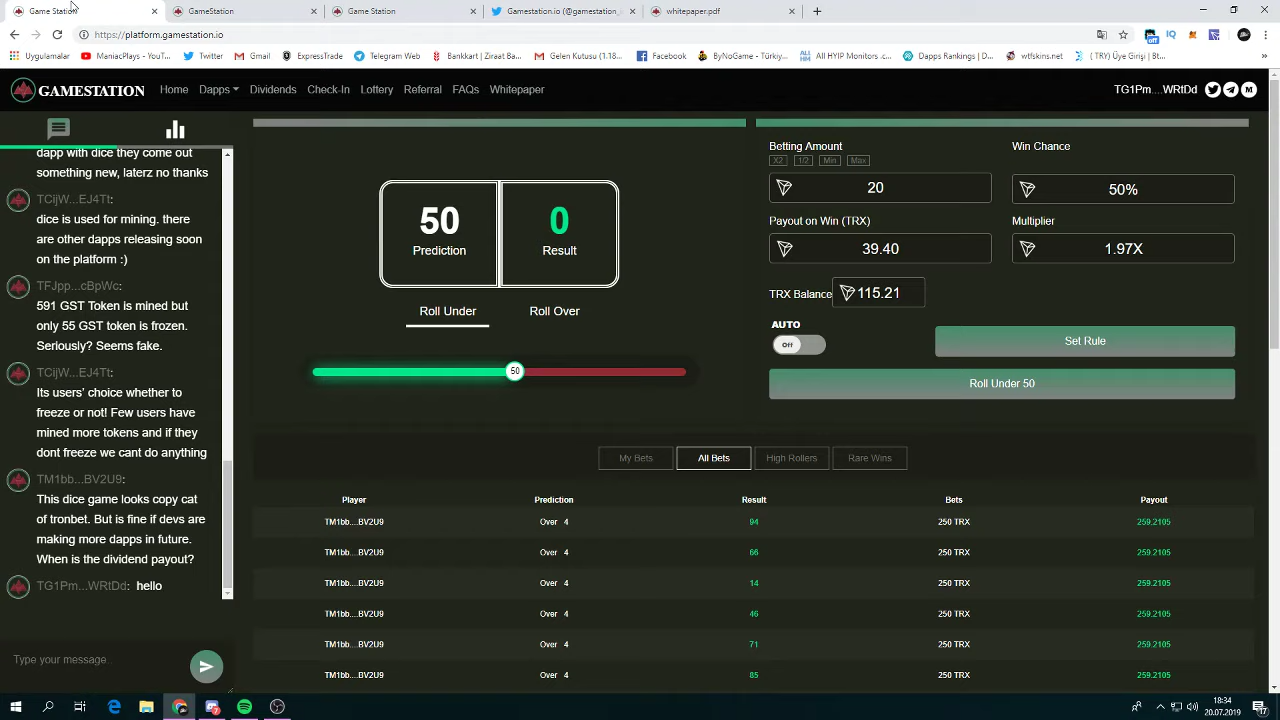 Game Station
GameStation
Game Station
Gamestation.io (@gamestation_
whitepaper.pdf
https://platform.gamestation.io
off
IQ
Uygulamalar
ManiacPlays - YouT...
Twitter
Gmail
ExpressTrade
Telegram Web
Bankkart | Başvur...
Gelen Kutusu (1.18...
Facebook
ByNoGame - Türkiy...
All HYIP Monitors ...
Dapps Rankings | D...
wtfskins.net
( TRY) Üye Girişi | Bt...
GAMESTATION
Home
Dapps
Dividends
Check-In
Lottery
Referral
FAQs
Whitepaper
TG1Pm....WRtDd
dapp with dice they come out
something new, laterz no thanks
TCijW...EJ4Tt:
dice is used for mining. there
are other dapps releasing soon
on the platform :)
TFJpp...cBpWc:
591 GST Token is mined but
only 55 GST token is frozen.
Seriously? Seems fake.
TCijW...EJ4Tt:
Its users' choice whether to
freeze or not! Few users have
mined more tokens and if they
dont freeze we cant do anything
TM1bb...BV2U9:
This dice game looks copy cat
of tronbet. But is fine if devs are
making more dapps in future.
When is the dividend payout?
TG1Pm...WRtDd: hello
Type your message..
50
Prediction
0
Result
Roll Under
Roll Over
50
Betting Amount
X2
1/2
Min
Max
20
Win Chance
50%
Payout on Win (TRX)
39.40
Multiplier
1.97X
TRX Balance
115.21
AUTO
Off
Set Rule
Roll Under 50
My Bets
All Bets
High Rollers
Rare Wins
Player Prediction Result Bets Payout
TM1bb....BV2U9 Over 4 94 250 TRX 259.2105
TM1bb....BV2U9 Over 4 66 250 TRX 259.2105
TM1bb....BV2U9 Over 4 14 250 TRX 259.2105
TM1bb....BV2U9 Over 4 46 250 TRX 259.2105
TM1bb....BV2U9 Over 4 71 250 TRX 259.2105
TM1bb....BV2U9 Over 4 85 250 TRX 259.2105
18:34
20.07.2019